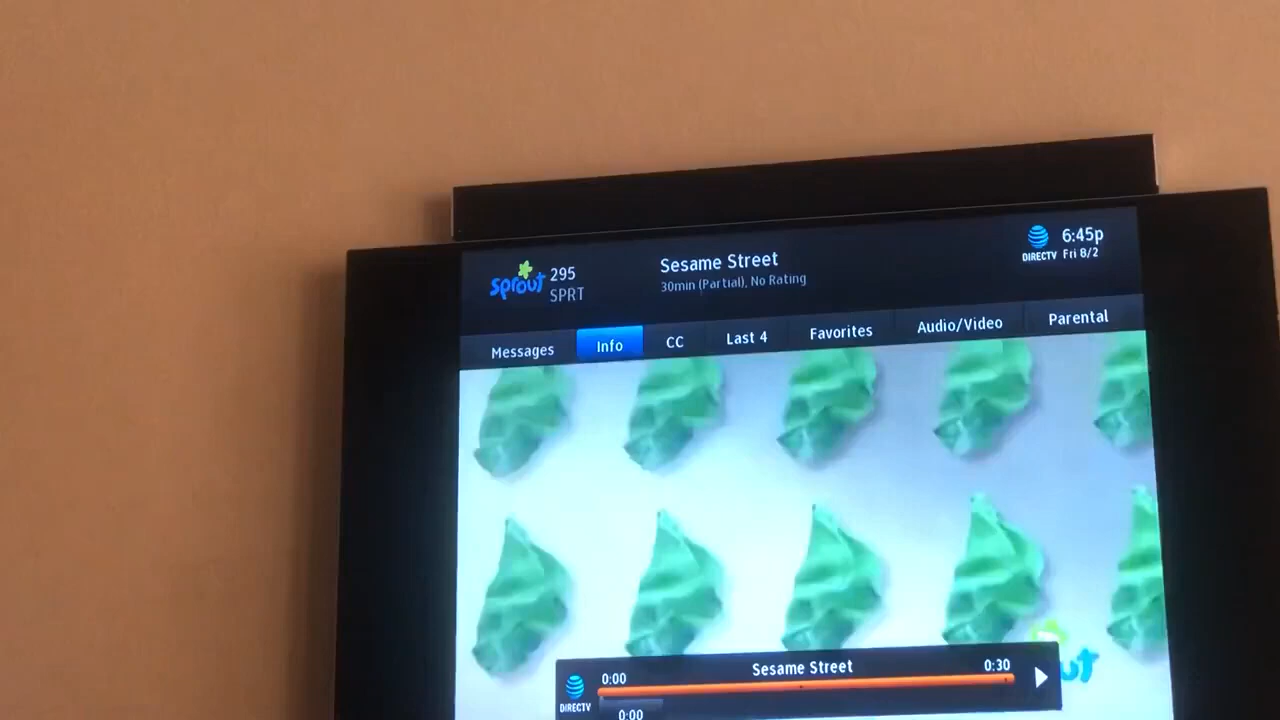 sprout
295
SPRT
Sesame Street
30min (Partial), No Rating
DIRECTV
6:45p
Fri 8/2
Messages
Info
CC
Last 4
Favorites
Audio/Video
Parental
DIRECTV
0:00
Sesame Street
0:30
0:00
ut